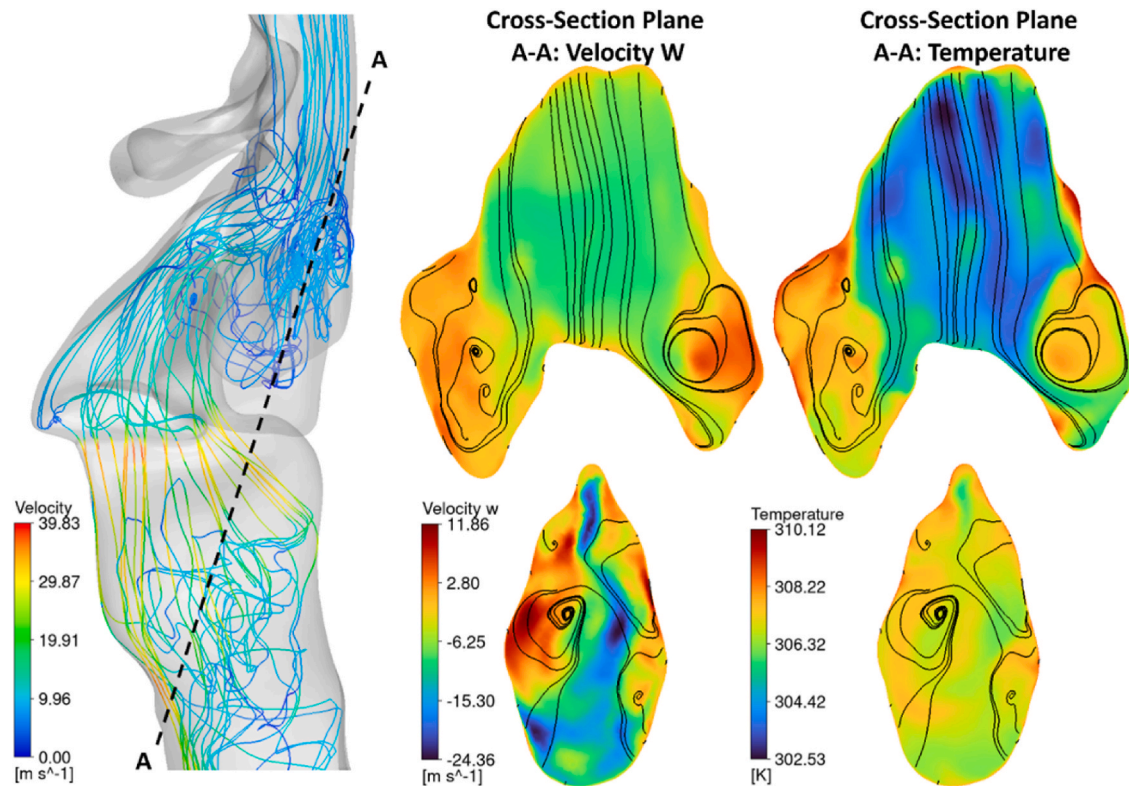 Cross-Section Plane
A-A: Velocity W
Cross-Section Plane
A-A: Temperature
A
Velocity
39.83
29.87
19.91
9.96
0.00
[m s^-1]
A
Velocity w
11.86
2.80
-6.25
-15.30
-24.36
[m s^-1]
Temperature
310.12
308.22
306.32
304.42
302.53
[K]